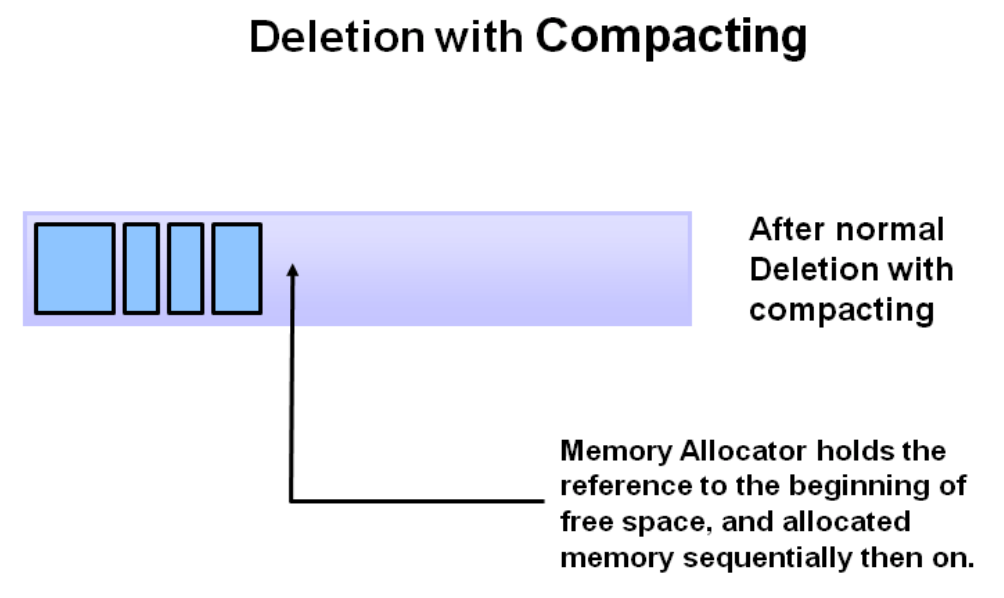 Deletion with Compacting
After normal
Deletion with
compacting
Memory Allocator holds the
reference to the beginning of
free space, and allocated
memory sequentially then on.